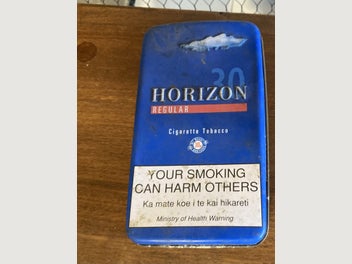 30
HORIZON
REGULAR
Cigarette Tobacco
YOUR SMOKING
CAN HARM OTHERS
Ka mate koe i te kai hikareti
Ministry of Health Warning